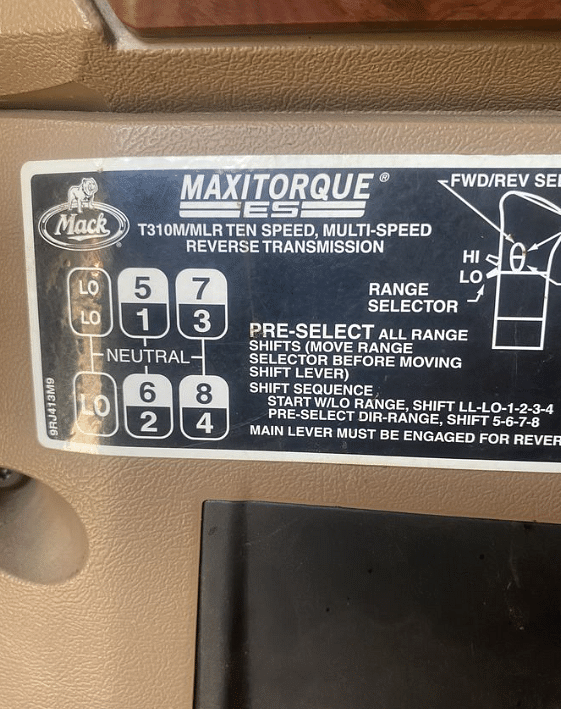 MAXITORQUE®
ES
Mack®
T310M/MLR TEN SPEED, MULTI-SPEED
REVERSE TRANSMISSION
FWD/REV
HI
LO
RANGE
SELECTOR
LO
LO
5
1
7
3
NEUTRAL
LO
6
2
8
4
PRE-SELECT ALL RANGE
SHIFTS (MOVE RANGE
SELECTOR BEFORE MOVING
SHIFT LEVER)
SHIFT SEQUENCE
START W/LO RANGE, SHIFT LL-LO-1-2-3-4
PRE-SELECT DIR-RANGE, SHIFT 5-6-7-8
MAIN LEVER MUST BE ENGAGED FOR
9RJ413M9